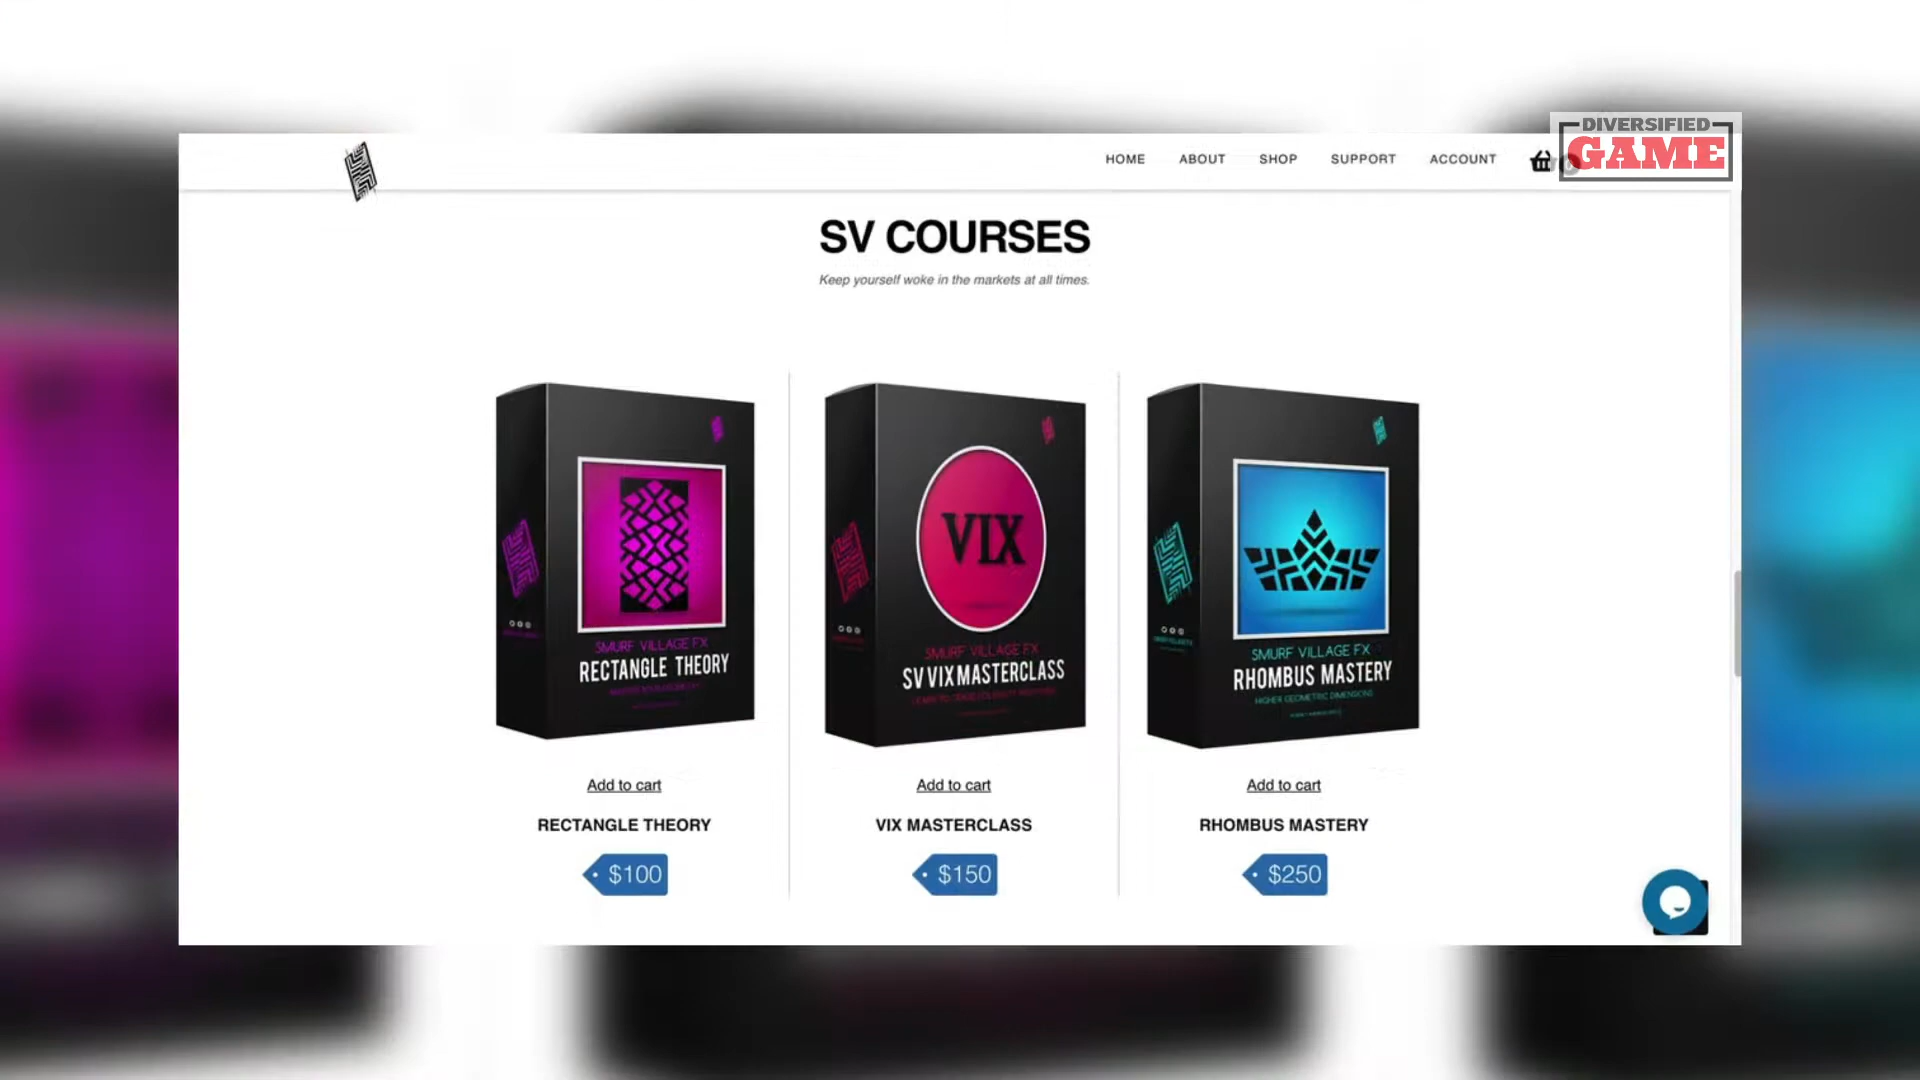 DIVERSIFIED
GAME
HOME ABOUT SHOP SUPPORT ACCOUNT
SV COURSES
Keep yourself woke in the markets at all times.
SMURF VILLAGE FX
RECTANGLE THEORY
VIX
SMURF VILLAGE FX
SV VIX MASTERCLASS
SMURF VILLAGE FX
RHOMBUS MASTERY
HIGHER GEOMETRIC DIMENSIONS
Add to cart
RECTANGLE THEORY
$100
Add to cart
VIX MASTERCLASS
$150
Add to cart
RHOMBUS MASTERY
$250